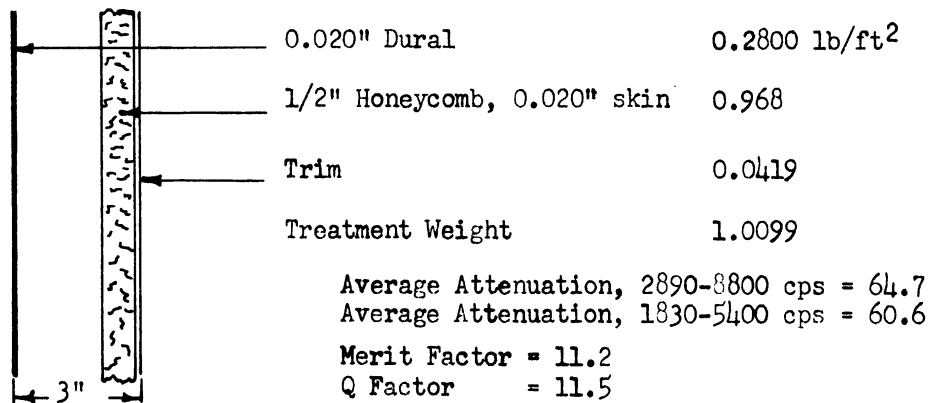 0.020" Dural 0.2800 lb/ft²
1/2" Honeycomb, 0.020" skin 0.968
Trim 0.0419
Treatment Weight 1.0099
Average Attenuation, 2890-8800 cps = 64.7
Average Attenuation, 1830-5400 cps = 60.6
Merit Factor = 11.2
Q Factor = 11.5
3"